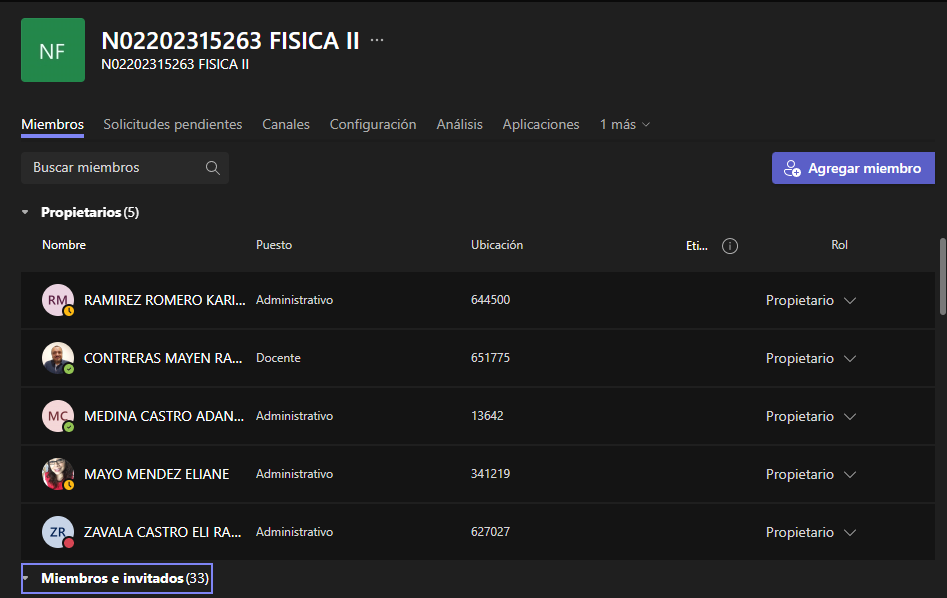 NF
N02202315263 FISICA II ...
N02202315263 FISICA II
Miembros Solicitudes pendientes Canales Configuración Análisis Aplicaciones 1 más
Buscar miembros
Agregar miembro
Propietarios (5)
Nombre Puesto Ubicación Eti... Rol
RM RAMIREZ ROMERO KARI... Administrativo 644500 Propietario
CONTRERAS MAYEN RA... Docente 651775 Propietario
MC MEDINA CASTRO ADAN... Administrativo 13642 Propietario
MAYO MENDEZ ELIANE Administrativo 341219 Propietario
ZR ZAVALA CASTRO ELI RA... Administrativo 627027 Propietario
Miembros e invitados (33)